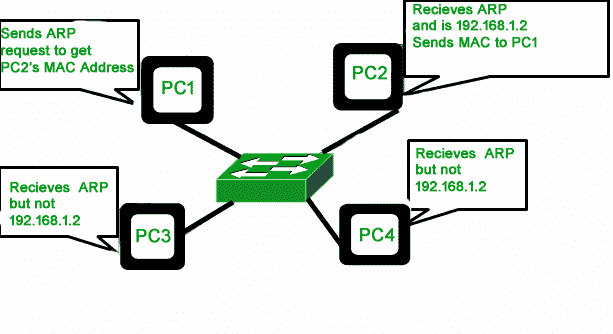 Sends ARP
request to get
PC2's MAC Address
PC1
Recieves ARP
and is 192.168.1.2
Sends MAC to PC1
PC2
Recieves ARP
but not
192.168.1.2
PC3
Recieves ARP
but not
192.168.1.2
PC4